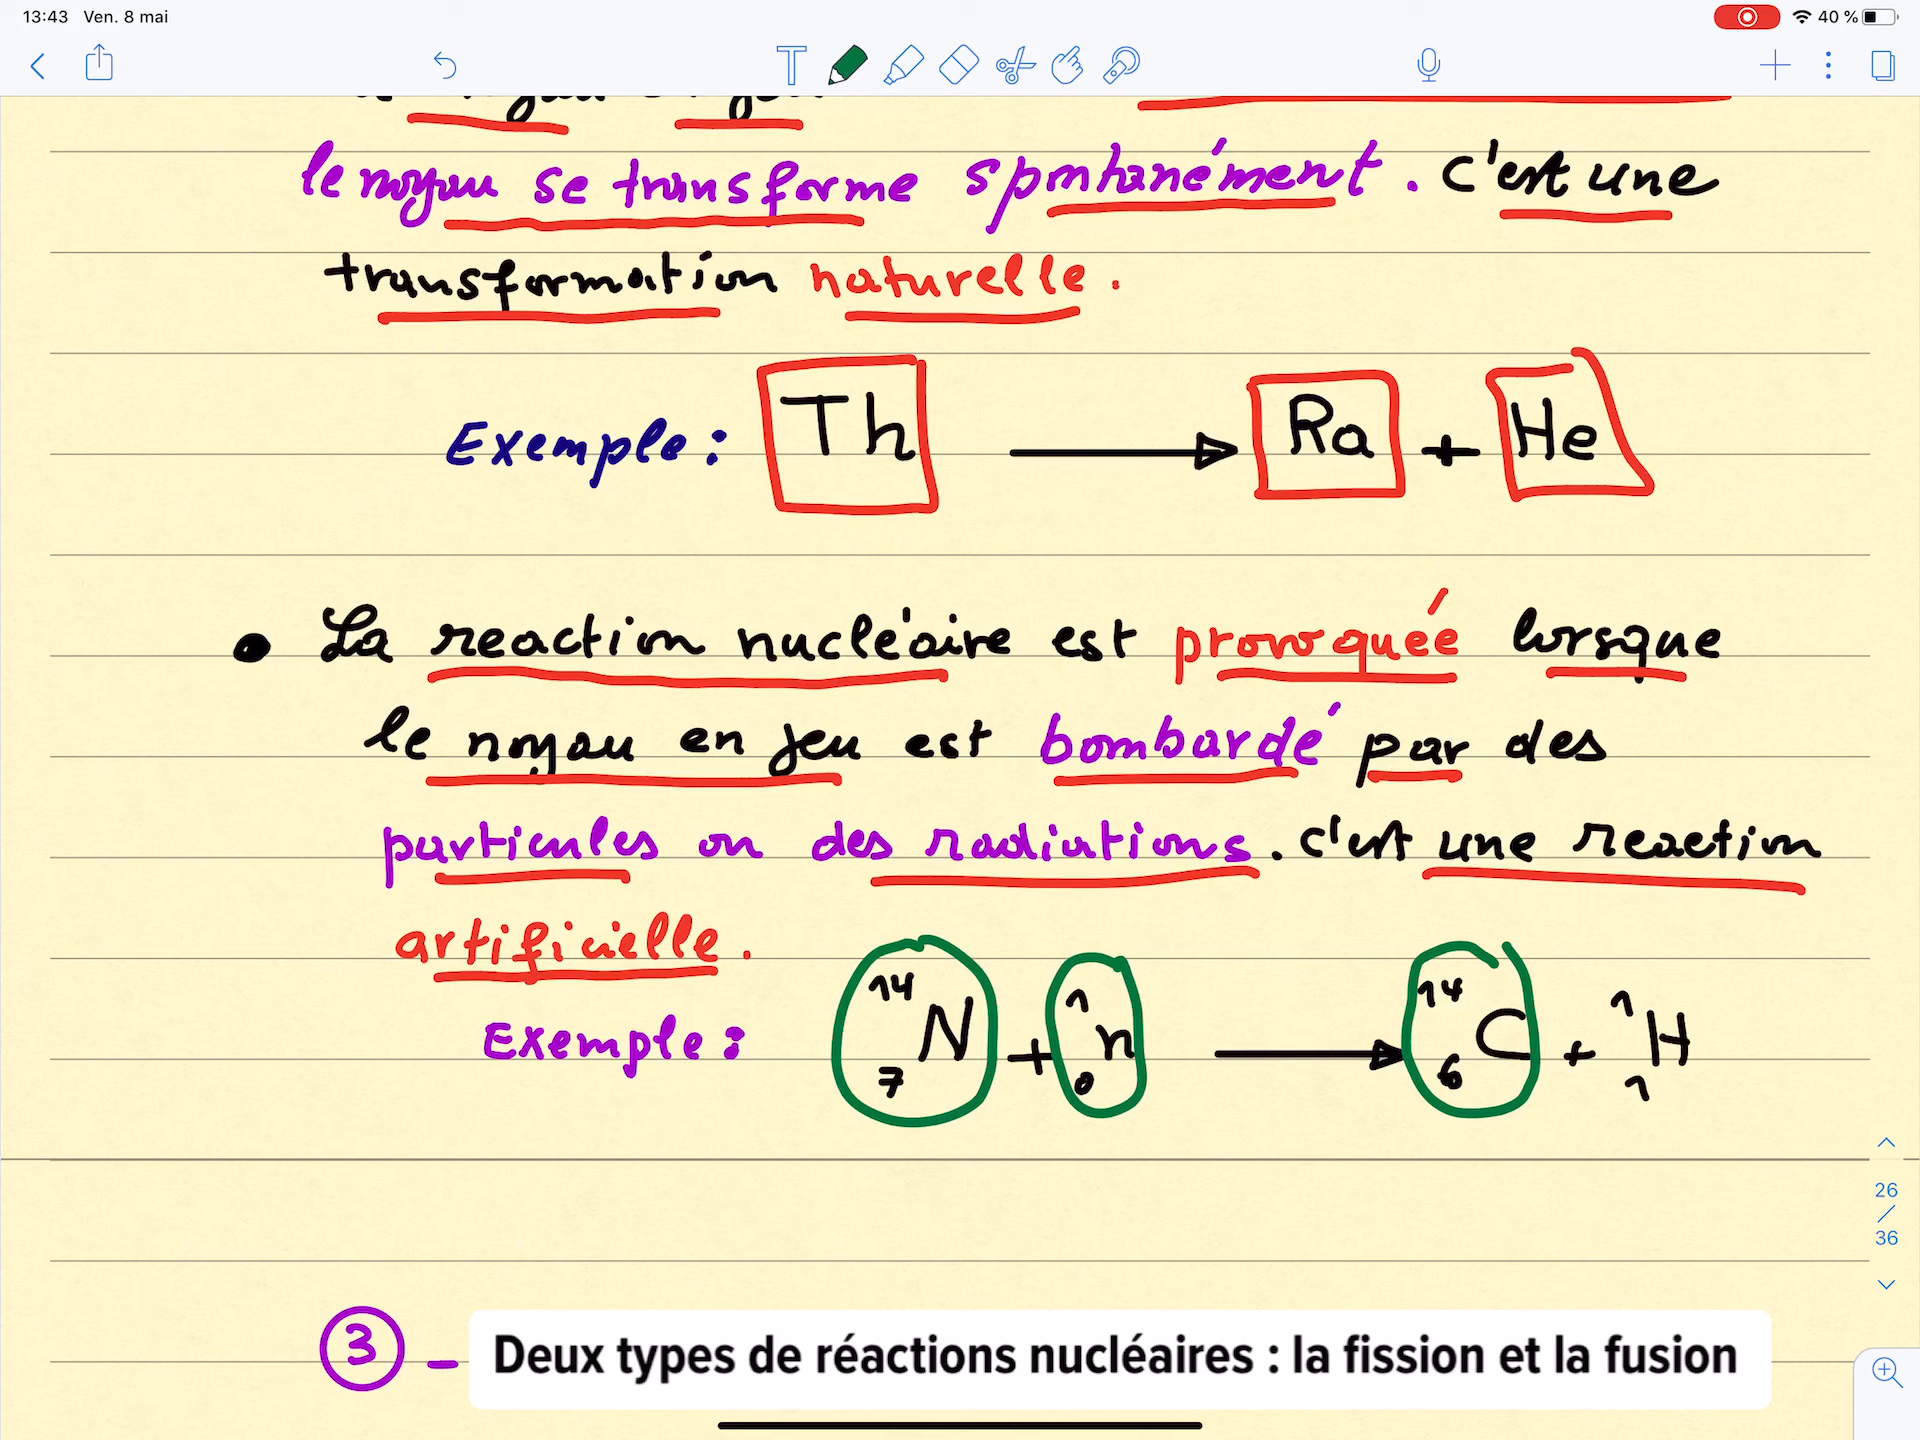 13:43 Ven. 8 mai 40 %
le noyau se transforme spontanément. C'est une
transformation naturelle.
Exemple : Th → Ra + He
• La reaction nucléaire est provoquée lorsque
le noyau en jeu est bombardé par des
particules ou des radiations. c'est une reaction
artificielle.
Exemple : ¹⁴₇N + ¹₀n → ¹⁴₆C + ¹₁H
26
/
36
3 - Deux types de réactions nucléaires : la fission et la fusion